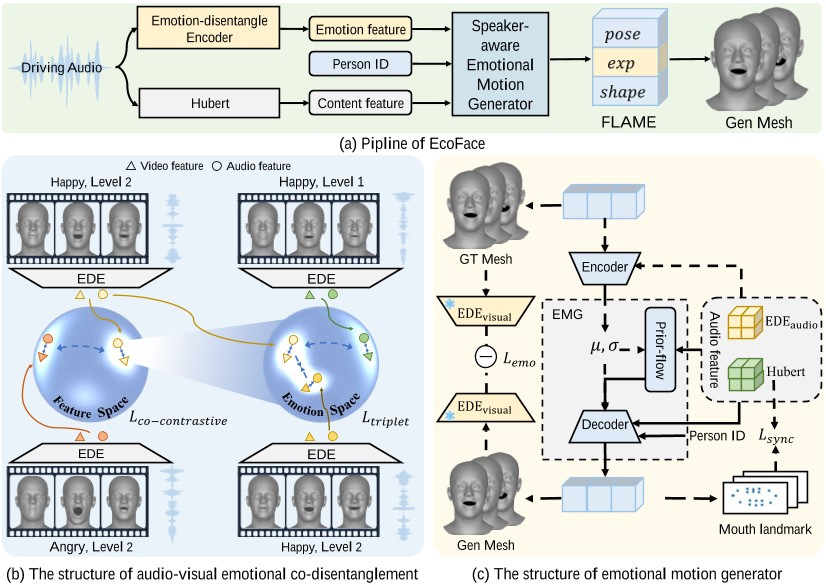 Driving Audio
Emotion-disentangle
Encoder
Hubert
Emotion feature
Person ID
Content feature
Speaker-
aware
Emotional
Motion
Generator
pose
exp
shape
FLAME
Gen Mesh
(a) Pipline of EcoFace
Video feature
Audio feature
Happy, Level 2
Happy, Level 1
EDE
EDE
Feature Space
Emotion Space
L_co−contrastive
L_triplet
EDE
EDE
Angry, Level 2
Happy, Level 2
(b) The structure of audio-visual emotional co-disentanglement
GT Mesh
Encoder
EDE_visual
EMG
L_emo
μ, σ
Prior-flow
Audio feature
EDE_audio
Hubert
EDE_visual
Decoder
Person ID
L_sync
Gen Mesh
Mouth landmark
(c) The structure of emotional motion generator